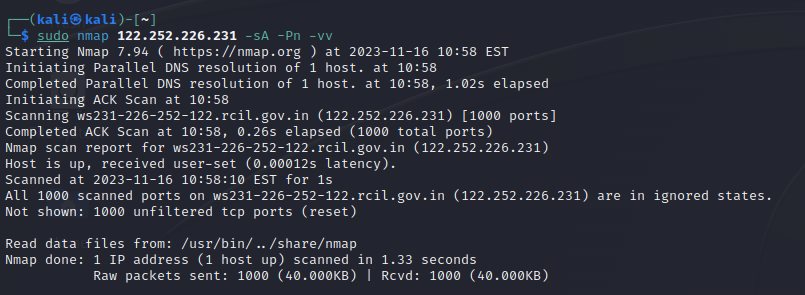 ┌──(kali㉿kali)-[~]
└─$ sudo nmap 122.252.226.231 -sA -Pn -vv
Starting Nmap 7.94 ( https://nmap.org ) at 2023-11-16 10:58 EST
Initiating Parallel DNS resolution of 1 host. at 10:58
Completed Parallel DNS resolution of 1 host. at 10:58, 1.02s elapsed
Initiating ACK Scan at 10:58
Scanning ws231-226-252-122.rcil.gov.in (122.252.226.231) [1000 ports]
Completed ACK Scan at 10:58, 0.26s elapsed (1000 total ports)
Nmap scan report for ws231-226-252-122.rcil.gov.in (122.252.226.231)
Host is up, received user-set (0.00012s latency).
Scanned at 2023-11-16 10:58:10 EST for 1s
All 1000 scanned ports on ws231-226-252-122.rcil.gov.in (122.252.226.231) are in ignored states.
Not shown: 1000 unfiltered tcp ports (reset)
Read data files from: /usr/bin/../share/nmap
Nmap done: 1 IP address (1 host up) scanned in 1.33 seconds
Raw packets sent: 1000 (40.000KB) | Rcvd: 1000 (40.000KB)